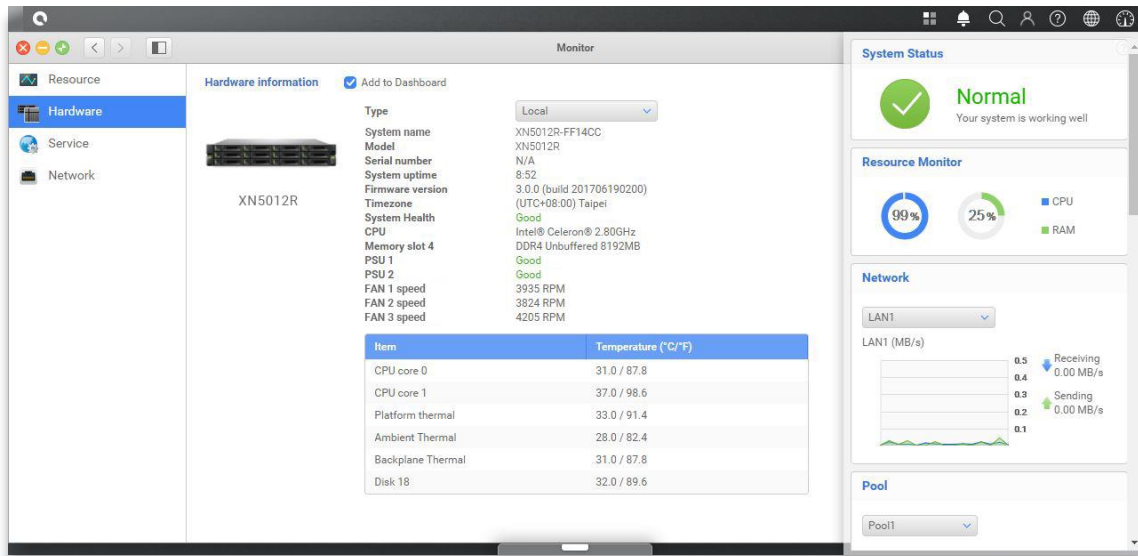 Monitor
Resource
Hardware
Service
Network
Hardware information
Add to Dashboard
XN5012R
Type Local
System name XN5012R-FF14CC
Model XN5012R
Serial number N/A
System uptime 8:52
Firmware version 3.0.0 (build 201706190200)
Timezone (UTC+08:00) Taipei
System Health Good
CPU Intel® Celeron® 2.80GHz
Memory slot 4 DDR4 Unbuffered 8192MB
PSU 1 Good
PSU 2 Good
FAN 1 speed 3935 RPM
FAN 2 speed 3824 RPM
FAN 3 speed 4205 RPM
Item Temperature (°C/°F)
CPU core 0 31.0 / 87.8
CPU core 1 37.0 / 98.6
Platform thermal 33.0 / 91.4
Ambient Thermal 28.0 / 82.4
Backplane Thermal 31.0 / 87.8
Disk 18 32.0 / 89.6
System Status
Normal
Your system is working well
Resource Monitor
99%
25%
CPU
RAM
Network
LAN1
LAN1 (MB/s)
0.5
0.4
0.3
0.2
0.1
Receiving
0.00 MB/s
Sending
0.00 MB/s
Pool
Pool1